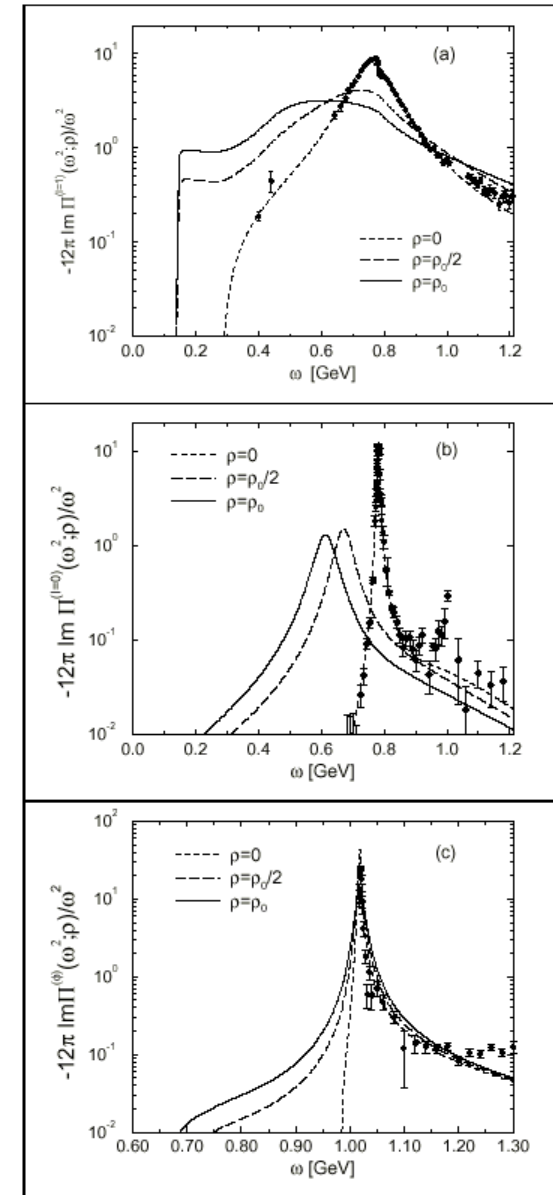 (a)
10¹
10⁰
10⁻¹
10⁻²
-12π Im Π⁽ᴵ⁼¹⁾(ω²;ρ)/ω²
ρ=0
ρ=ρ₀/2
ρ=ρ₀
0.0 0.2 0.4 0.6 0.8 1.0 1.2
ω [GeV]
(b)
10¹
10⁰
10⁻¹
10⁻²
-12π Im Π⁽ᴵ⁼⁰⁾(ω²;ρ)/ω²
ρ=0
ρ=ρ₀/2
ρ=ρ₀
0.0 0.2 0.4 0.6 0.8 1.0 1.2
ω [GeV]
(c)
10²
10¹
10⁰
10⁻¹
10⁻²
-12π ImΠ⁽ᶲ⁾(ω²;ρ)/ω²
ρ=0
ρ=ρ₀/2
ρ=ρ₀
0.60 0.70 0.80 0.90 1.00 1.10 1.20 1.30
ω [GeV]